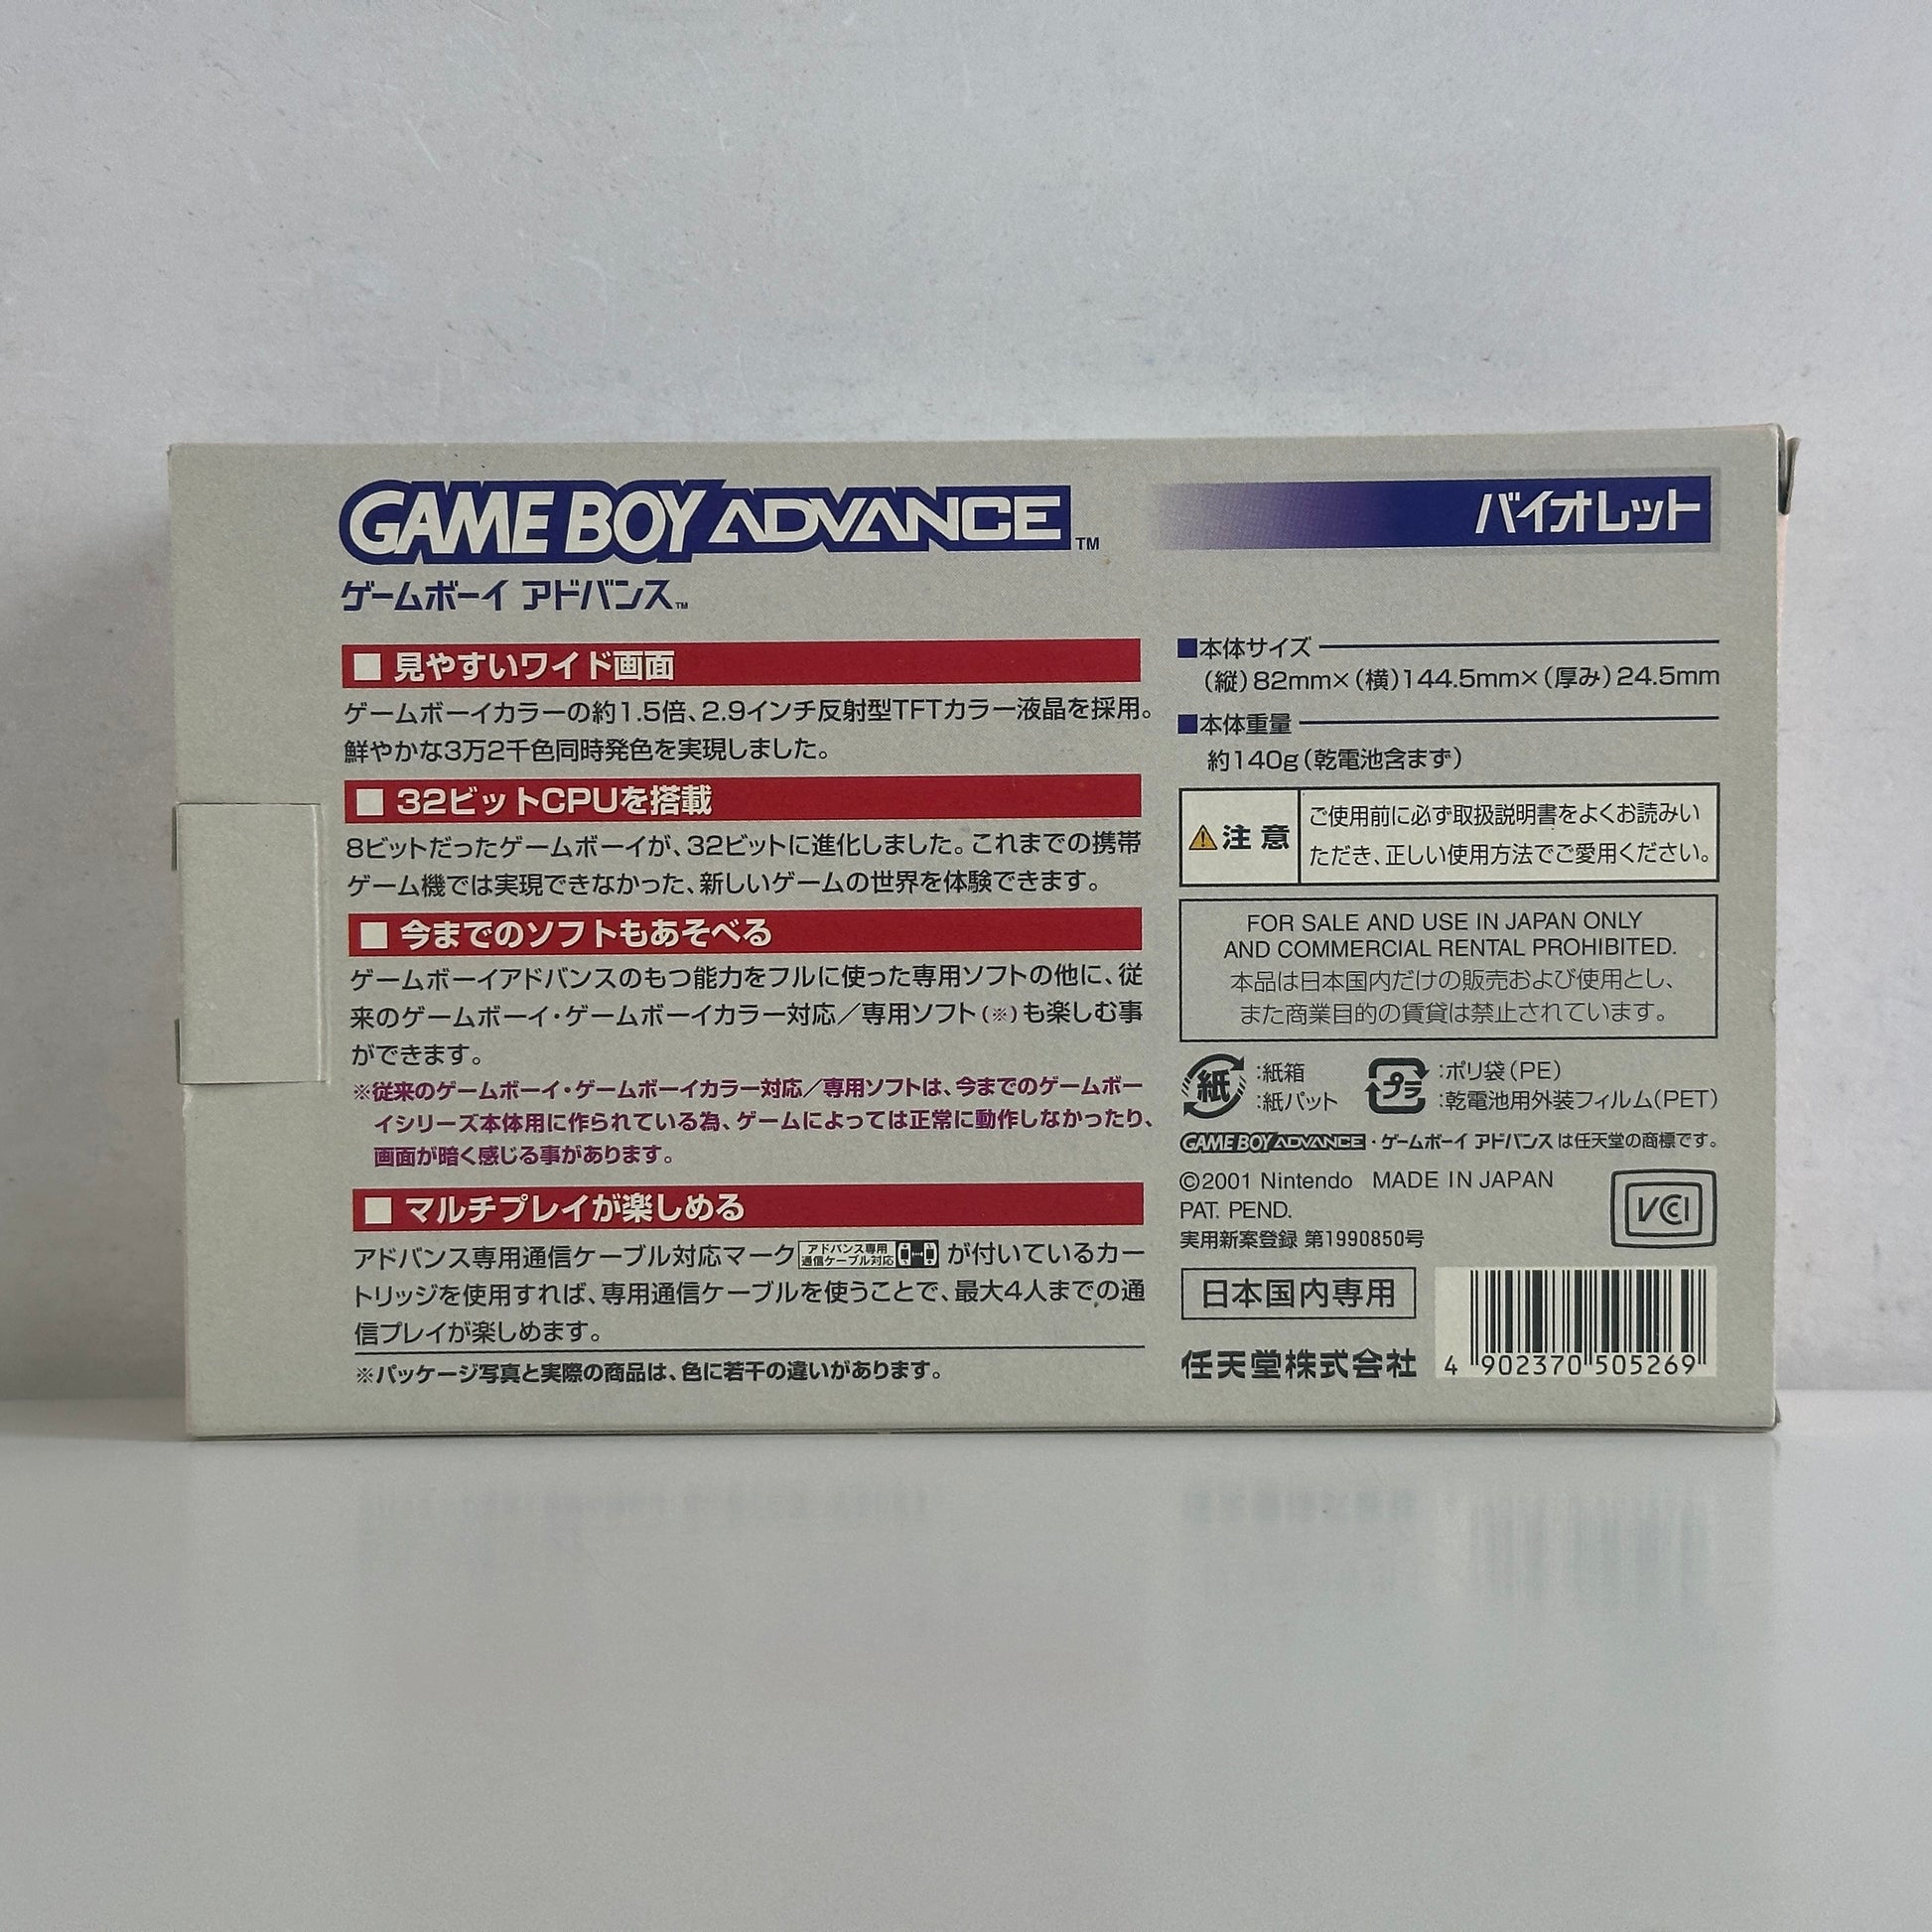 GAME BOY ADVANCE TM
ゲームボーイ アドバンス TM
バイオレット
■ 見やすいワイド画面
ゲームボーイカラーの約1.5倍、2.9インチ反射型TFTカラー液晶を採用。
鮮やかな3万2千色同時発色を実現しました。
■ 32ビットCPUを搭載
8ビットだったゲームボーイが、32ビットに進化しました。これまでの携帯
ゲーム機では実現できなかった、新しいゲームの世界を体験できます。
■ 今までのソフトもあそべる
ゲームボーイアドバンスのもつ能力をフルに使った専用ソフトの他に、従
来のゲームボーイ・ゲームボーイカラー対応／専用ソフト(※)も楽しむ事
ができます。
※従来のゲームボーイ・ゲームボーイカラー対応／専用ソフトは、今までのゲームボー
イシリーズ本体用に作られている為、ゲームによっては正常に動作しなかったり、
画面が暗く感じる事があります。
■ マルチプレイが楽しめる
アドバンス専用通信ケーブル対応マーク アドバンス専用 通信ケーブル対応 が付いているカー
トリッジを使用すれば、専用通信ケーブルを使うことで、最大4人までの通
信プレイが楽しめます。
※パッケージ写真と実際の商品は、色に若干の違いがあります。
■本体サイズ
(縦)82mm×(横)144.5mm×(厚み)24.5mm
■本体重量
約140g(乾電池含まず)
注意
ご使用前に必ず取扱説明書をよくお読みい
ただき、正しい使用方法でご愛用ください。
FOR SALE AND USE IN JAPAN ONLY
AND COMMERCIAL RENTAL PROHIBITED.
本品は日本国内だけの販売および使用とし、
また商業目的の賃貸は禁止されています。
紙 :紙箱
:紙パット
プラ :ポリ袋(PE)
:乾電池用外装フィルム(PET)
GAME BOY ADVANCE・ゲームボーイ アドバンス は任天堂の商標です。
©2001 Nintendo MADE IN JAPAN
PAT. PEND.
実用新案登録 第1990850号
VCCI
日本国内専用
任天堂株式会社
4 902370 505269